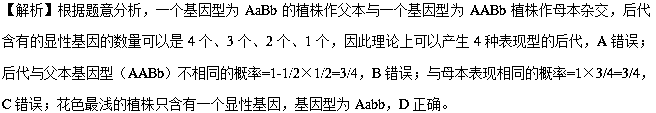 【解析】根据题意分析，一个基因型为 AaBb 的植株作父本与一个基因型为 AABb 植株作母本杂交，后代
含有的显性基因的数量可以是 4 个、3 个、2 个、1 个，因此理论上可以产生 4 种表现型的后代，A 错误；
后代与父本基因型（AABb）不相同的概率=1-1/2×1/2=3/4，B 错误；与母本表现相同的概率=1×3/4=3/4，
C 错误；花色最浅的植株只含有一个显性基因，基因型为 Aabb，D 正确。